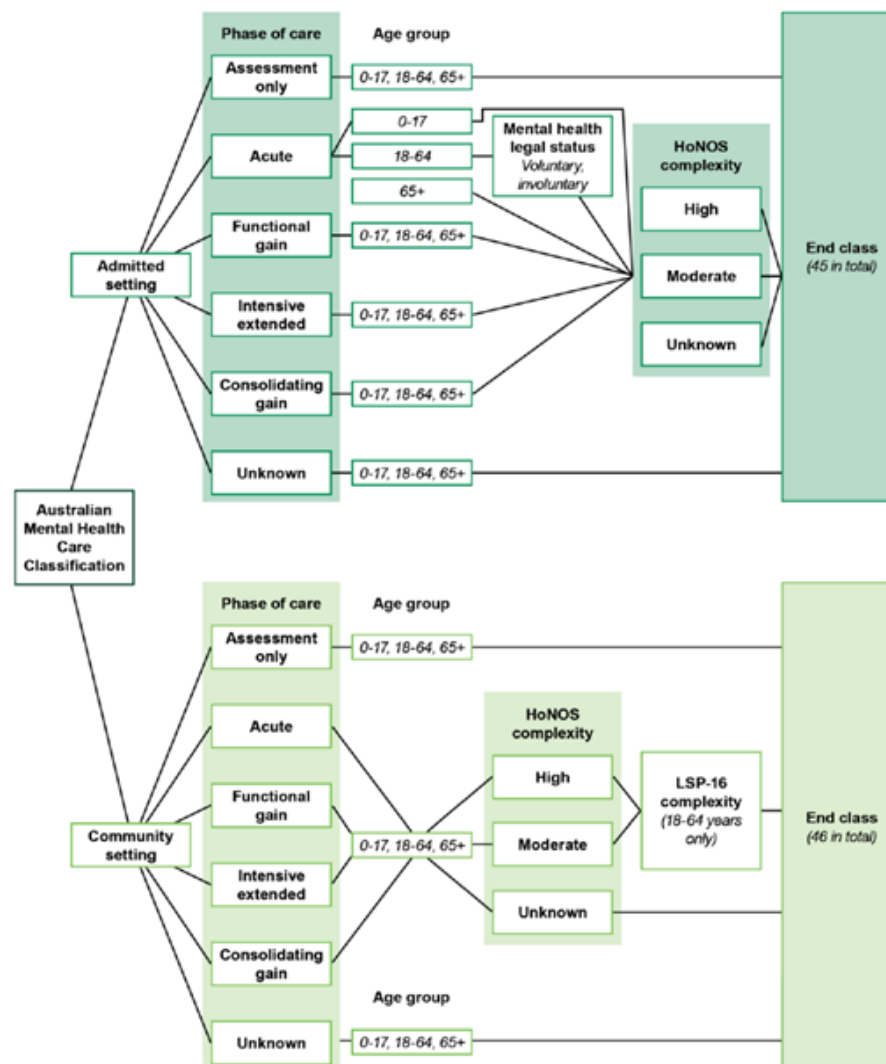 Phase of care
Age group
Assessment
only
0-17, 18-64, 65+
Acute
0-17
18-64
65+
Mental health
legal status
Voluntary,
involuntary
HoNOS
complexity
High
Moderate
Unknown
End class
(45 in total)
Functional
gain
0-17, 18-64, 65+
Admitted
setting
Intensive
extended
0-17, 18-64, 65+
Consolidating
gain
0-17, 18-64, 65+
Unknown
0-17, 18-64, 65+
Australian
Mental Health
Care
Classification
Phase of care
Age group
Assessment
only
0-17, 18-64, 65+
Acute
Functional
gain
Community
setting
0-17, 18-64, 65+
Intensive
extended
Consolidating
gain
HoNOS
complexity
High
Moderate
Unknown
LSP-16
complexity
(18-64 years
only)
End class
(46 in total)
Age group
Unknown
0-17, 18-64, 65+